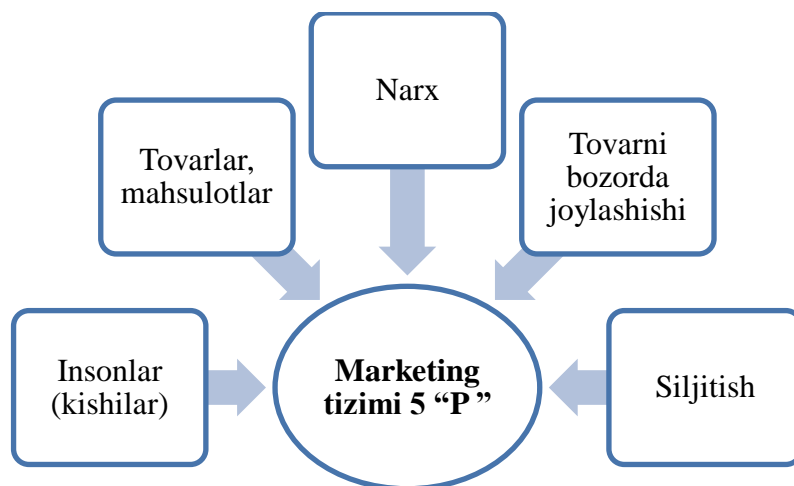 Narx
Tovarlar,
mahsulotlar
Tovarni
bozorda
joylashishi
Insonlar
(kishilar)
Marketing
tizimi 5 “P ”
Siljitish